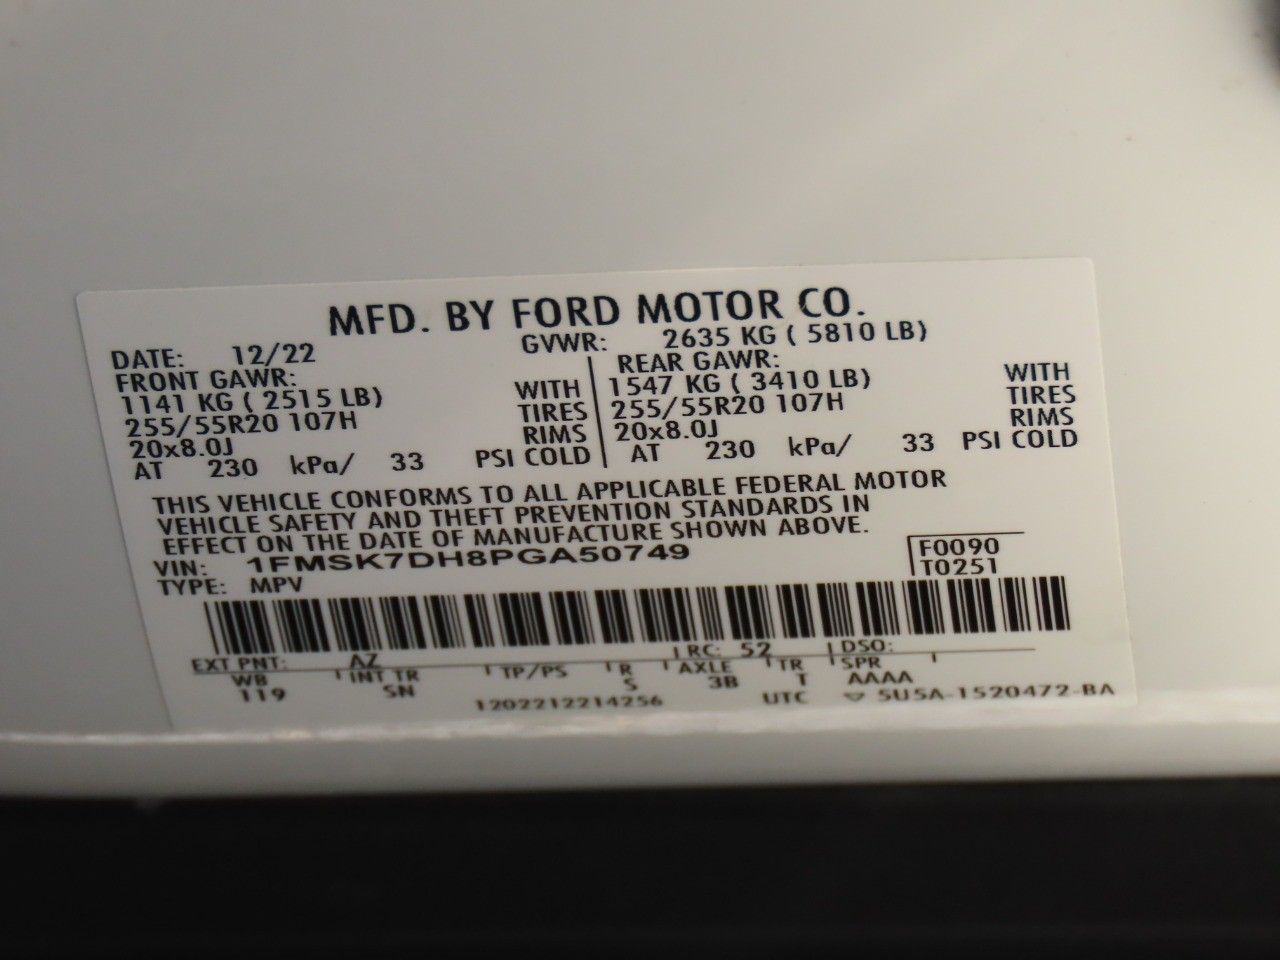 MFD. BY FORD MOTOR CO.
DATE: 12/22 GVWR: 2635 KG ( 5810 LB)
FRONT GAWR: REAR GAWR:
1141 KG ( 2515 LB) WITH 1547 KG ( 3410 LB) WITH
255/55R20 107H TIRES 255/55R20 107H TIRES
20x8.0J RIMS 20x8.0J RIMS
AT 230 kPa/ 33 PSI COLD AT 230 kPa/ 33 PSI COLD
THIS VEHICLE CONFORMS TO ALL APPLICABLE FEDERAL MOTOR
VEHICLE SAFETY AND THEFT PREVENTION STANDARDS IN
EFFECT ON THE DATE OF MANUFACTURE SHOWN ABOVE.
VIN: 1FMSK7DH8PGA50749 F0090
TYPE: MPV T0251
EXT PNT: AZ RC: 52 DSO:
WB INT TR TP/PS R AXLE TR SPR
119 SN S 3B T AAAA
1202212214256 UTC 5U5A-1520472-BA